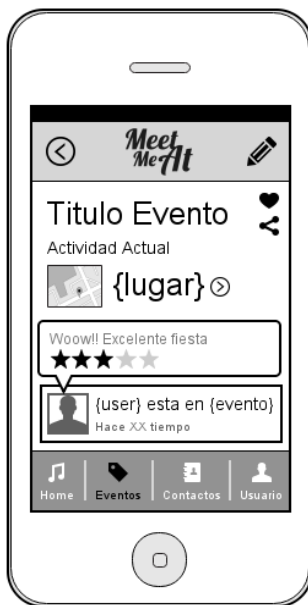 Meet
Me At
Titulo Evento
Actividad Actual
{lugar}
Woow!! Excelente fiesta
{user} esta en {evento}
Hace XX tiempo
Home Eventos Contactos Usuario